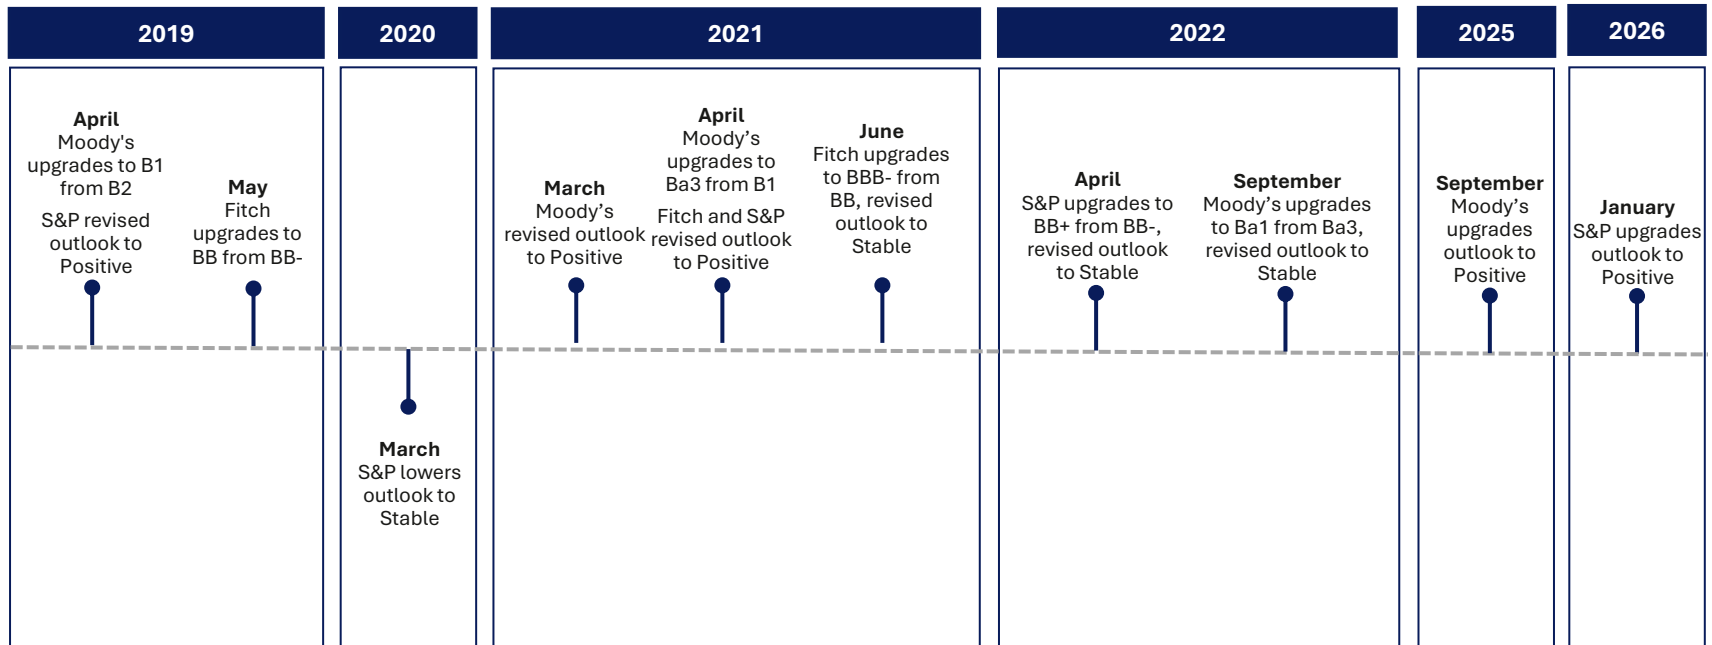 2019
April
Moody's
upgrades to B1
from B2
S&P revised
outlook to
Positive
May
Fitch
upgrades to
BB from BB-
2020
March
S&P lowers
outlook to
Stable
2021
March
Moody’s
revised outlook
to Positive
April
Moody’s
upgrades to
Ba3 from B1
Fitch and S&P
revised outlook
to Positive
June
Fitch upgrades
to BBB- from
BB, revised
outlook to
Stable
2022
April
S&P upgrades to
BB+ from BB-,
revised outlook
to Stable
September
Moody’s upgrades
to Ba1 from Ba3,
revised outlook to
Stable
2025
September
Moody’s
upgrades
outlook to
Positive
2026
January
S&P upgrades
outlook to
Positive